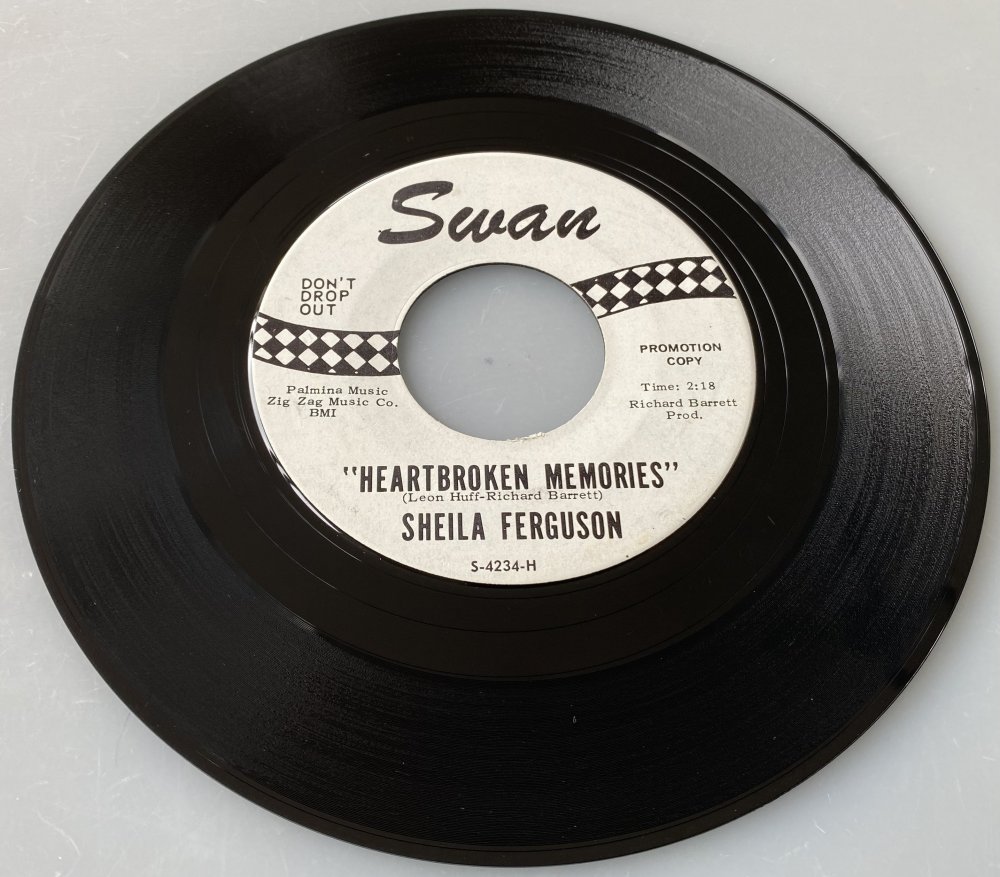 Swan
DON'T
DROP
OUT
Palmina Music
Zig Zag Music Co.
BMI
PROMOTION
COPY
Time: 2:18
Richard Barrett
Prod.
"HEARTBROKEN MEMORIES"
(Leon Huff-Richard Barrett)
SHEILA FERGUSON
S-4234-H